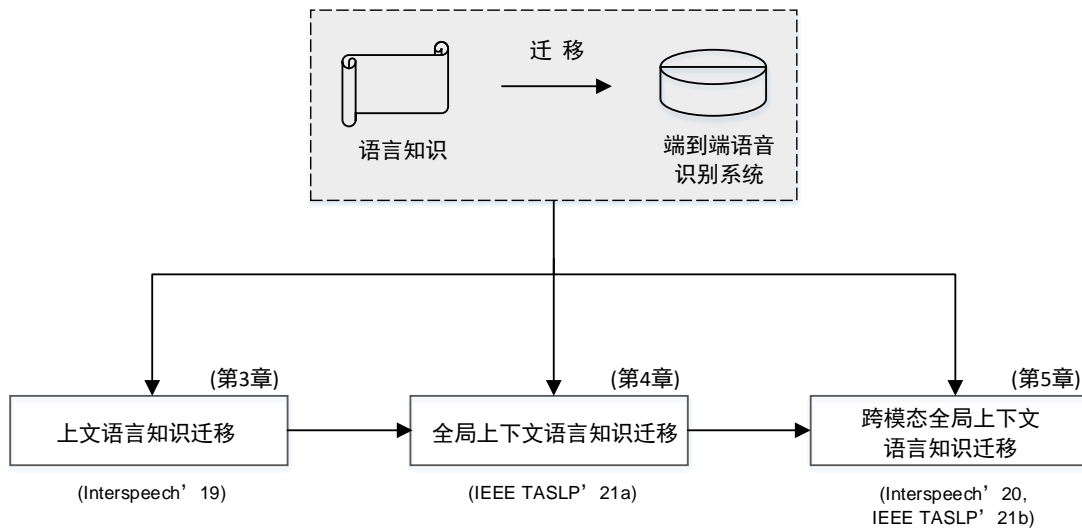 迁 移
语言知识
端到端语音
识别系统
(第3章)
(第4章)
(第5章)
上文语言知识迁移
全局上下文语言知识迁移
跨模态全局上下文
语言知识迁移
(Interspeech’19)
(IEEE TASLP’21a)
(Interspeech’20,
IEEE TASLP’21b)